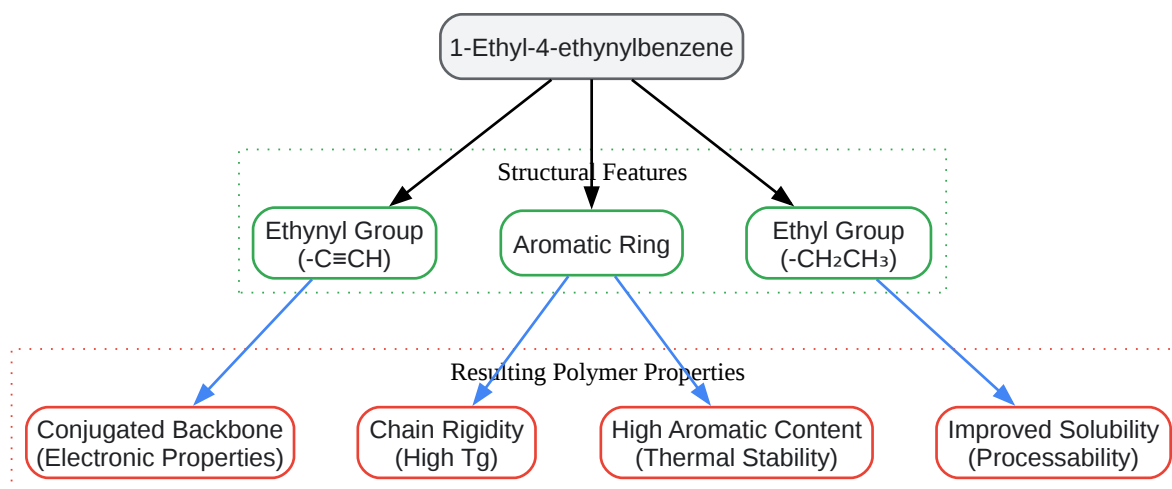 1-Ethyl-4-ethynylbenzene
Structural Features
Ethynyl Group
(-C≡CH)
Aromatic Ring
Ethyl Group
(-CH₂CH₃)
Resulting Polymer Properties
Conjugated Backbone
(Electronic Properties)
Chain Rigidity
(High Tg)
High Aromatic Content
(Thermal Stability)
Improved Solubility
(Processability)